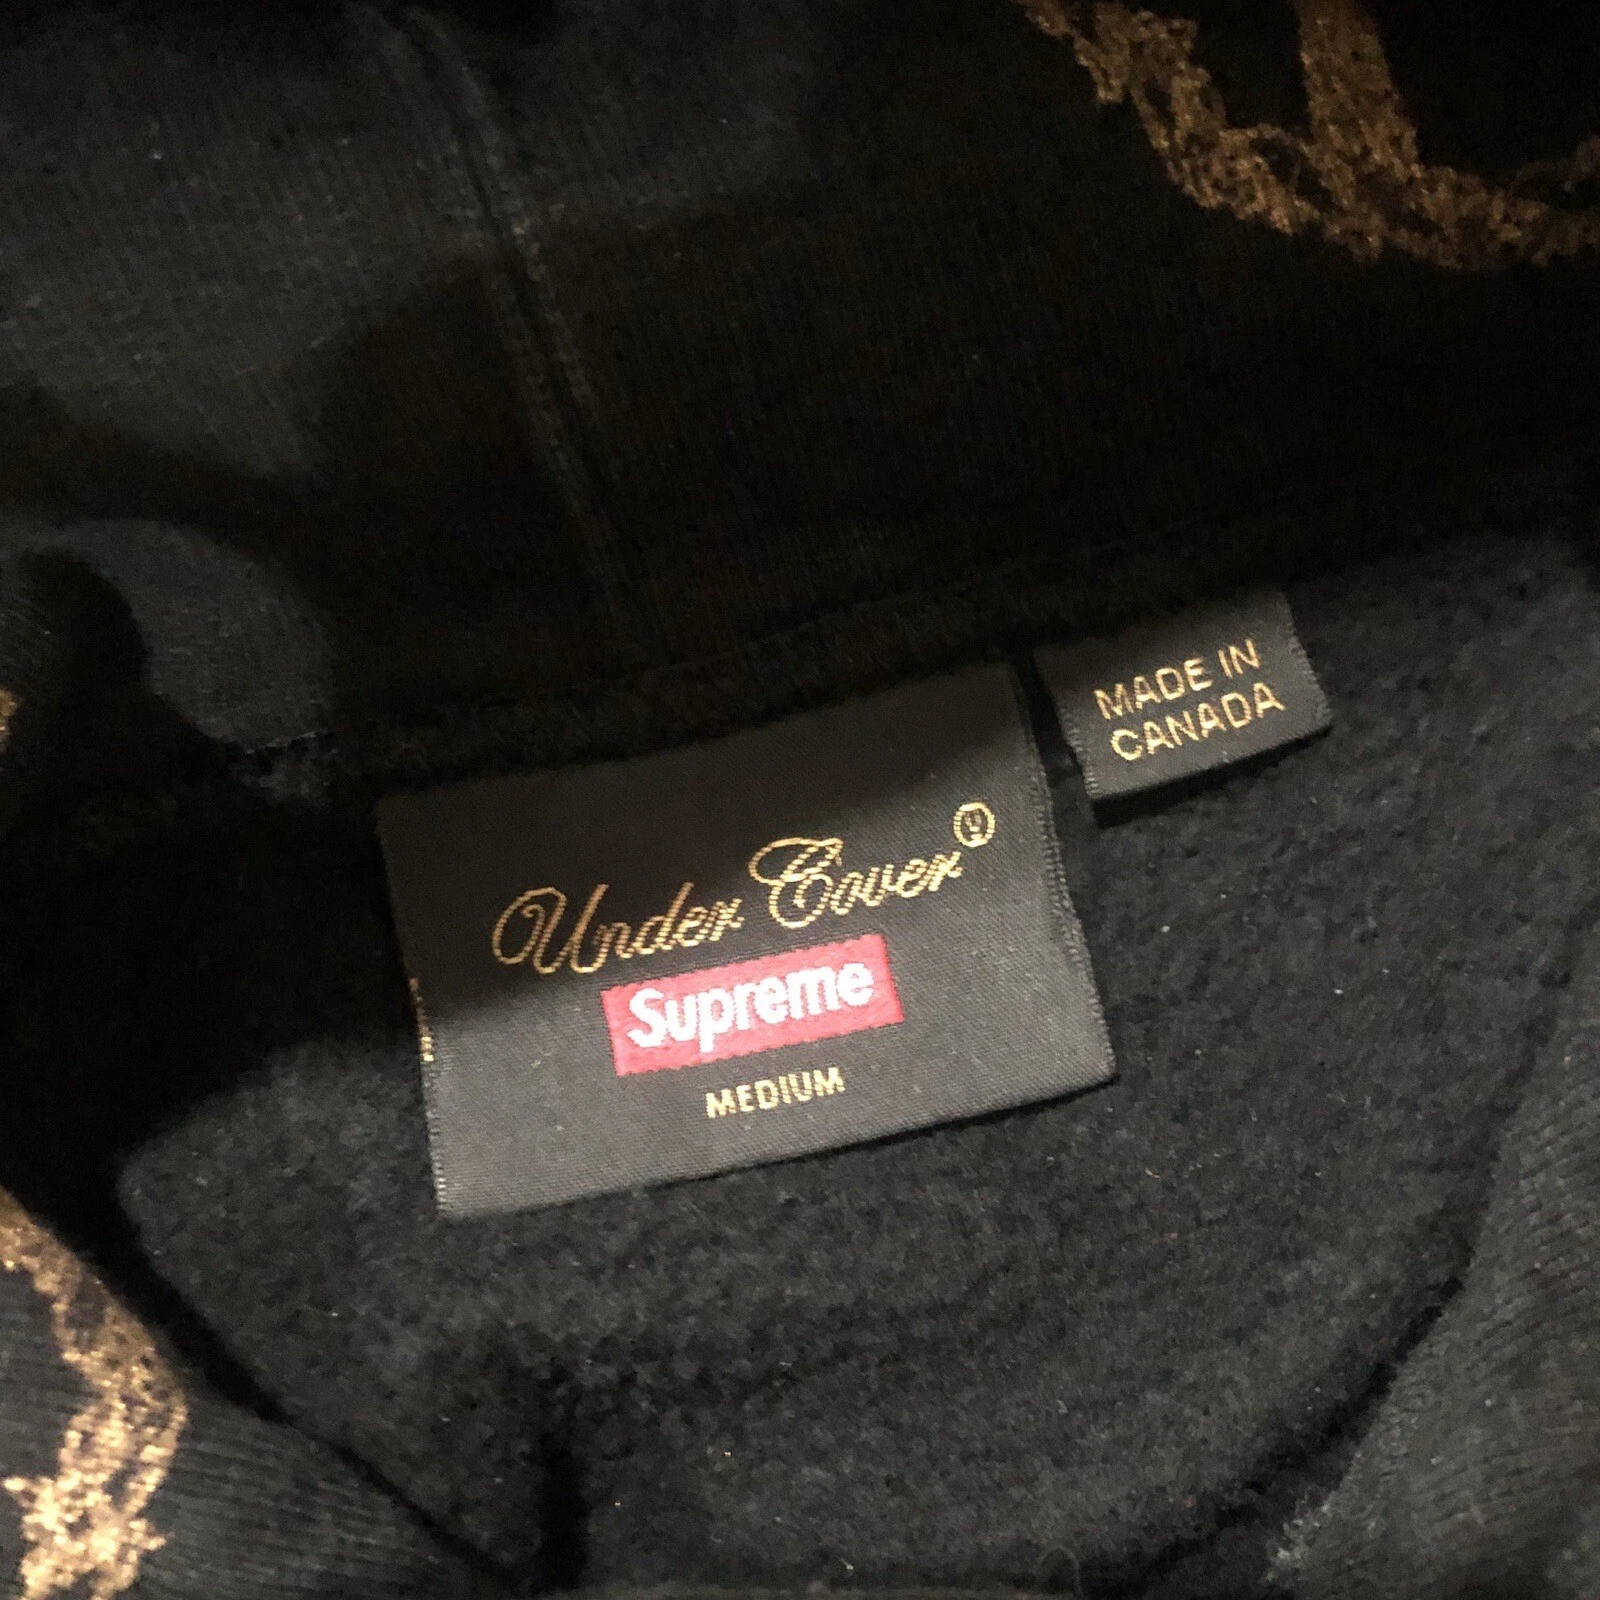 MADE IN
CANADA
Under Cover
Supreme
MEDIUM